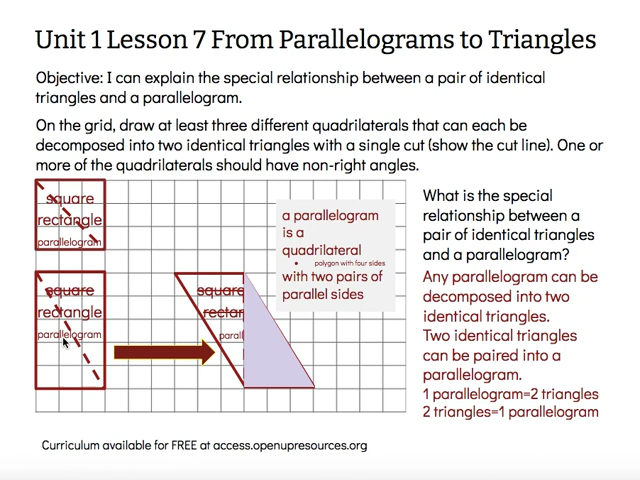 Unit 1 Lesson 7 From Parallelograms to Triangles
Objective: I can explain the special relationship between a pair of identical
triangles and a parallelogram.
On the grid, draw at least three different quadrilaterals that can each be
decomposed into two identical triangles with a single cut (show the cut line). One or
more of the quadrilaterals should have non-right angles.
square
rectangle
parallelogram
square
rectangle
parallelogram
square
rectan
parall
a parallelogram
is a
quadrilateral
• polygon with four sides
with two pairs of
parallel sides
What is the special
relationship between a
pair of identical triangles
and a parallelogram?
Any parallelogram can be
decomposed into two
identical triangles.
Two identical triangles
can be paired into a
parallelogram.
1 parallelogram=2 triangles
2 triangles=1 parallelogram
Curriculum available for FREE at access.openupresources.org